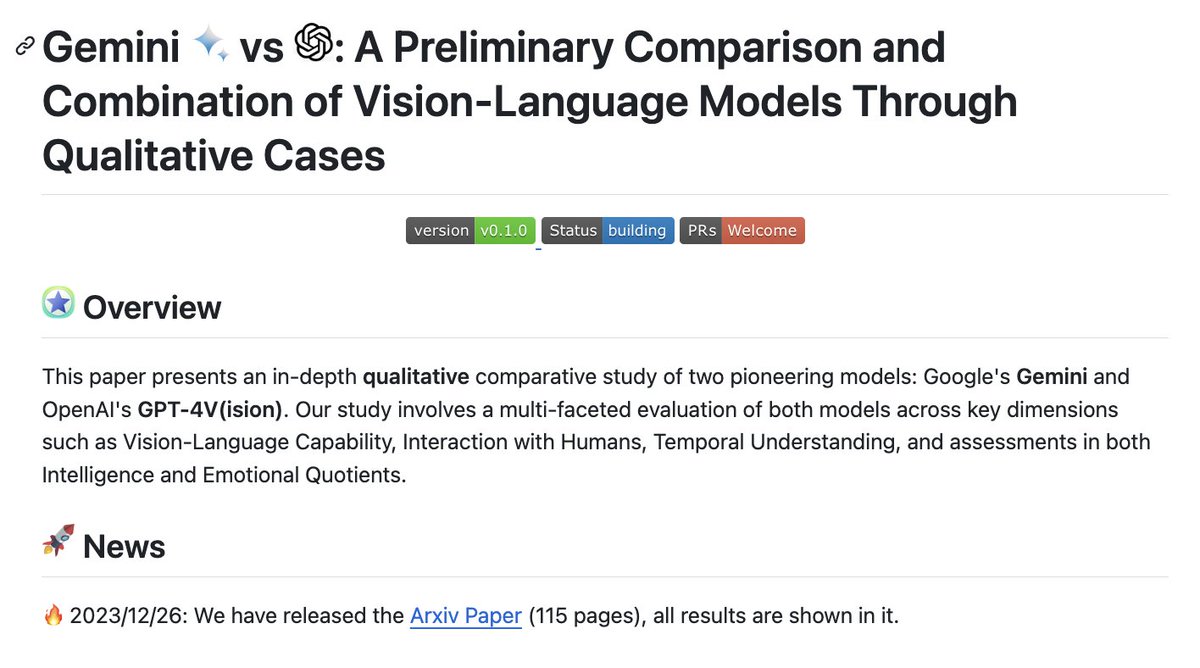 Gemini ✨ vs : A Preliminary Comparison and
Combination of Vision-Language Models Through
Qualitative Cases
version v0.1.0 Status building PRs Welcome
Overview
This paper presents an in-depth qualitative comparative study of two pioneering models: Google's Gemini and
OpenAI's GPT-4V(ision). Our study involves a multi-faceted evaluation of both models across key dimensions
such as Vision-Language Capability, Interaction with Humans, Temporal Understanding, and assessments in both
Intelligence and Emotional Quotients.
🚀 News
🔥 2023/12/26: We have released the Arxiv Paper (115 pages), all results are shown in it.